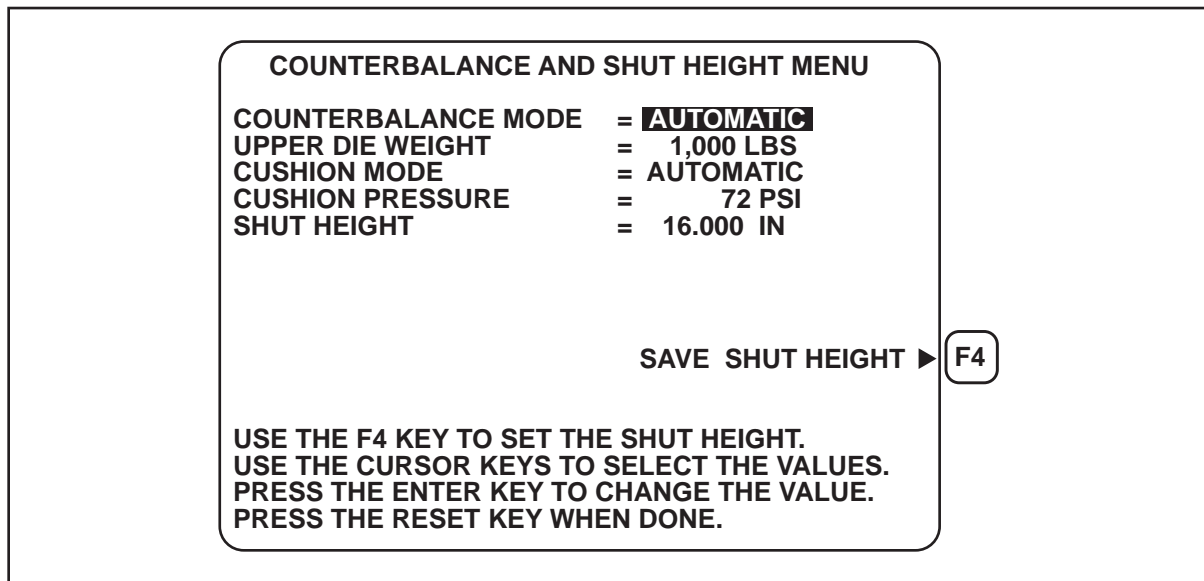 COUNTERBALANCE AND SHUT HEIGHT MENU
COUNTERBALANCE MODE = AUTOMATIC
UPPER DIE WEIGHT = 1,000 LBS
CUSHION MODE = AUTOMATIC
CUSHION PRESSURE = 72 PSI
SHUT HEIGHT = 16.000 IN
SAVE SHUT HEIGHT ▶ F4
USE THE F4 KEY TO SET THE SHUT HEIGHT.
USE THE CURSOR KEYS TO SELECT THE VALUES.
PRESS THE ENTER KEY TO CHANGE THE VALUE.
PRESS THE RESET KEY WHEN DONE.